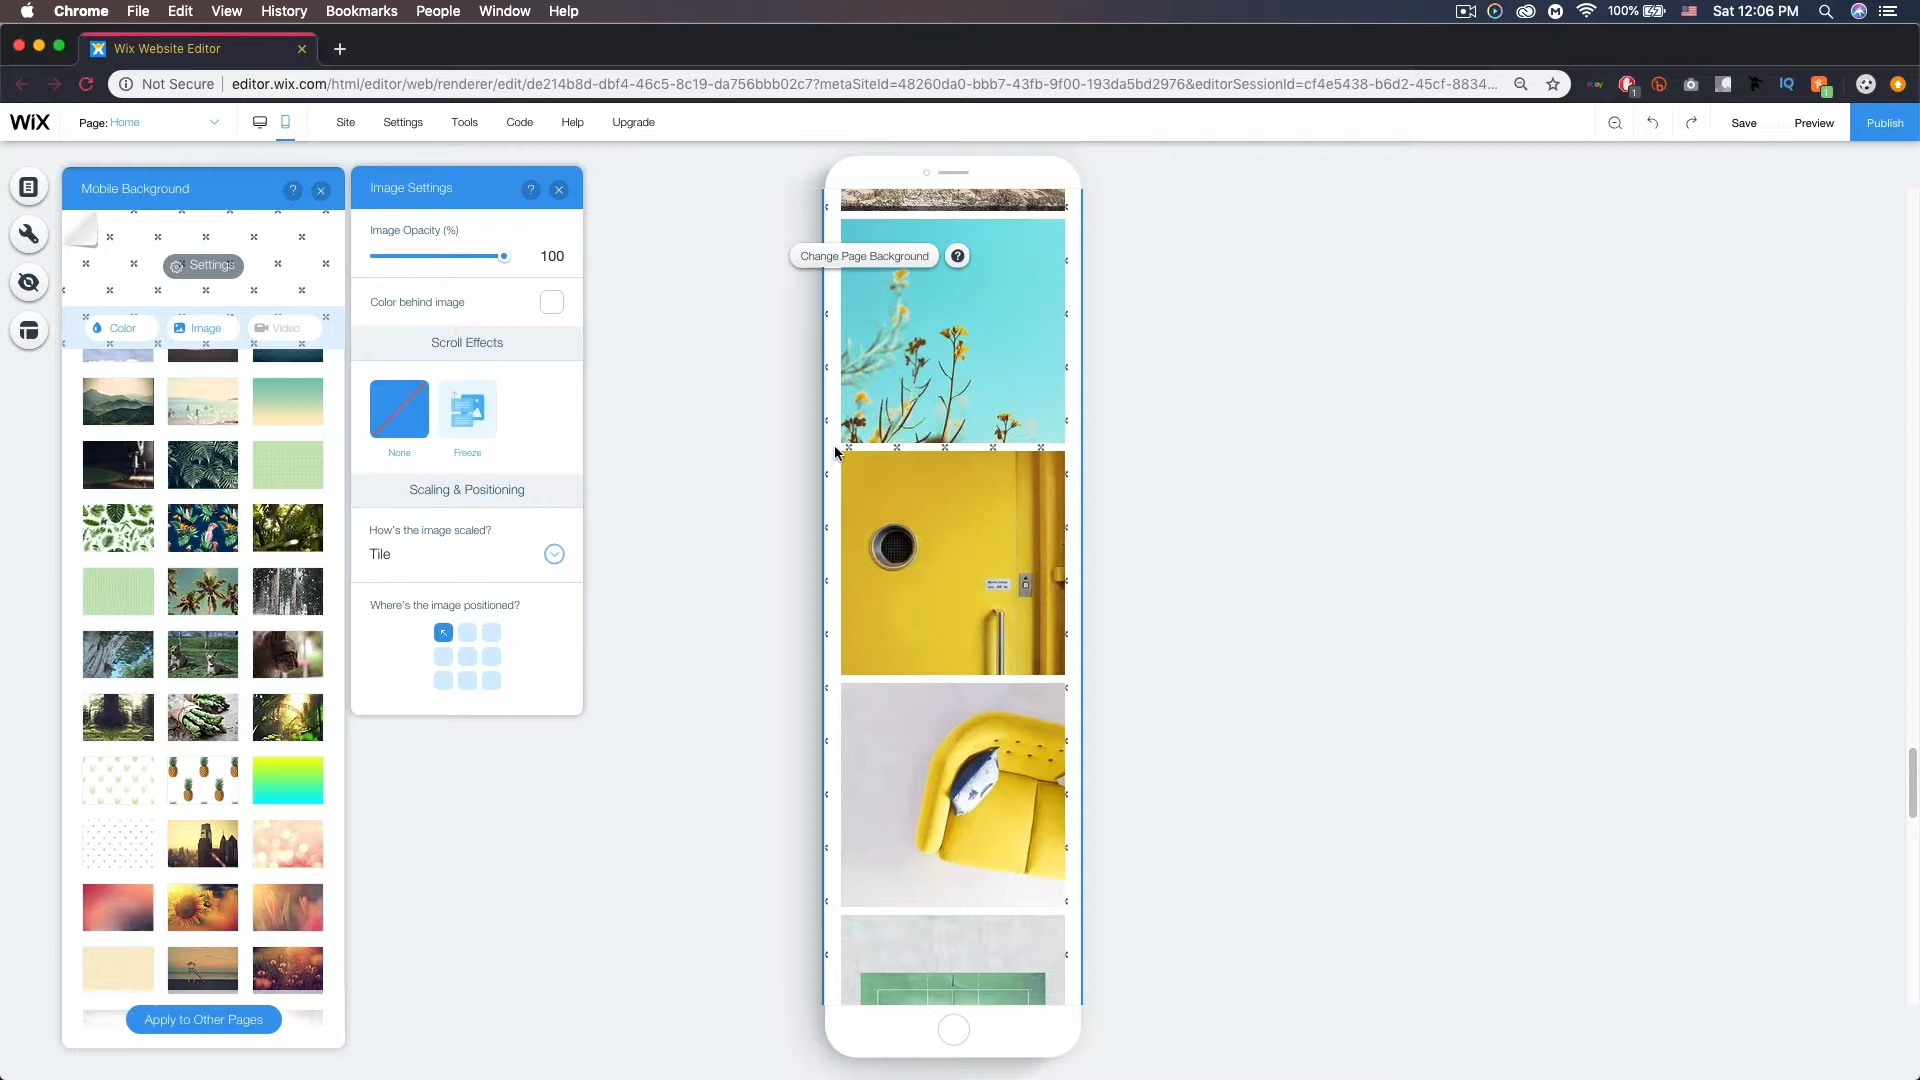 Chrome File Edit View History Bookmarks People Window Help
100% Sat 12:06 PM
Wix Website Editor
Not Secure editor.wix.com/html/editor/web/renderer/edit/de214b8d-dbf4-46c5-8c19-da756bbb02c7?metaSiteId=48260da0-bbb7-43fb-9f00-193da5bd2976&editorSessionId=cf4e5438-b6d2-45cf-8834...
WiX Page: Home Site Settings Tools Code Help Upgrade Save Preview Publish
Mobile Background
Settings
Color Image Video
Apply to Other Pages
Image Settings
Image Opacity (%)
100
Color behind image
Scroll Effects
None Freeze
Scaling & Positioning
How's the image scaled?
Tile
Where's the image positioned?
Change Page Background